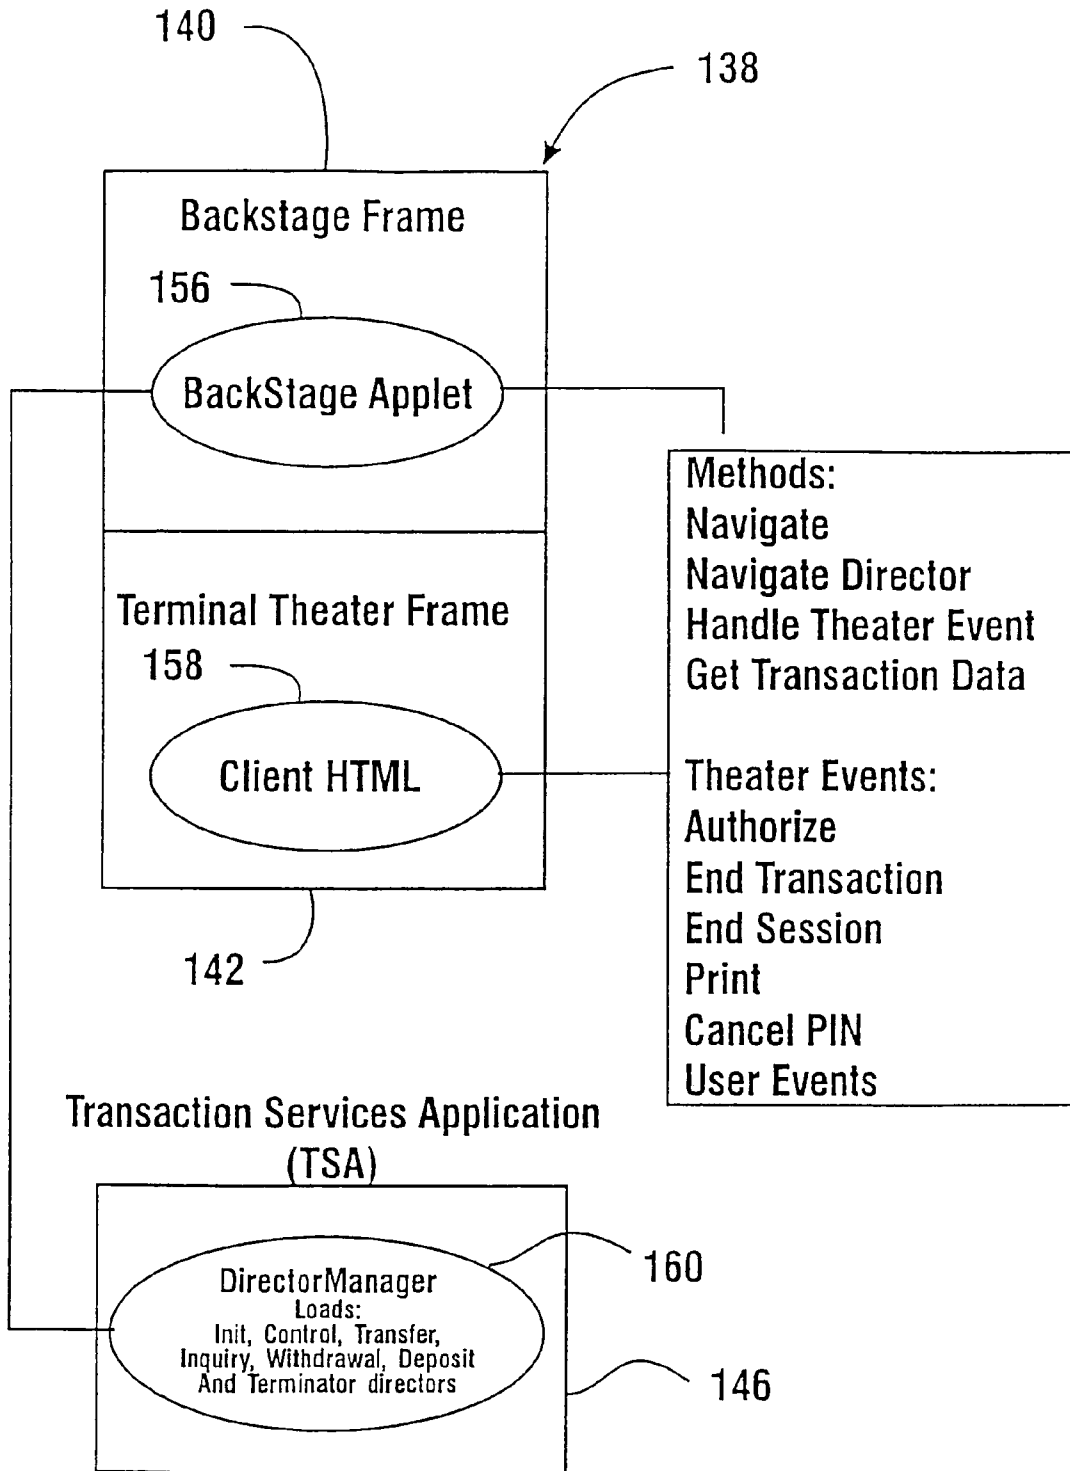 140
138
Backstage Frame
156
BackStage Applet
Methods:
Navigate
Navigate Director
Handle Theater Event
Get Transaction Data
Terminal Theater Frame
158
Client HTML
Theater Events:
Authorize
End Transaction
End Session
Print
Cancel PIN
User Events
142
Transaction Services Application
(TSA)
160
DirectorManager
Loads:
Init, Control, Transfer,
Inquiry, Withdrawal, Deposit
And Terminator directors
146